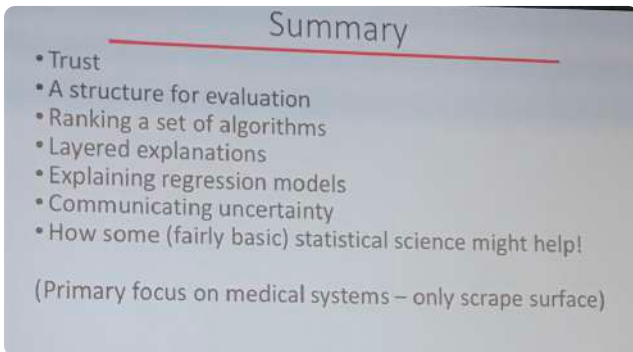 Summary
• Trust
• A structure for evaluation
• Ranking a set of algorithms
• Layered explanations
• Explaining regression models
• Communicating uncertainty
• How some (fairly basic) statistical science might help!
(Primary focus on medical systems – only scrape surface)